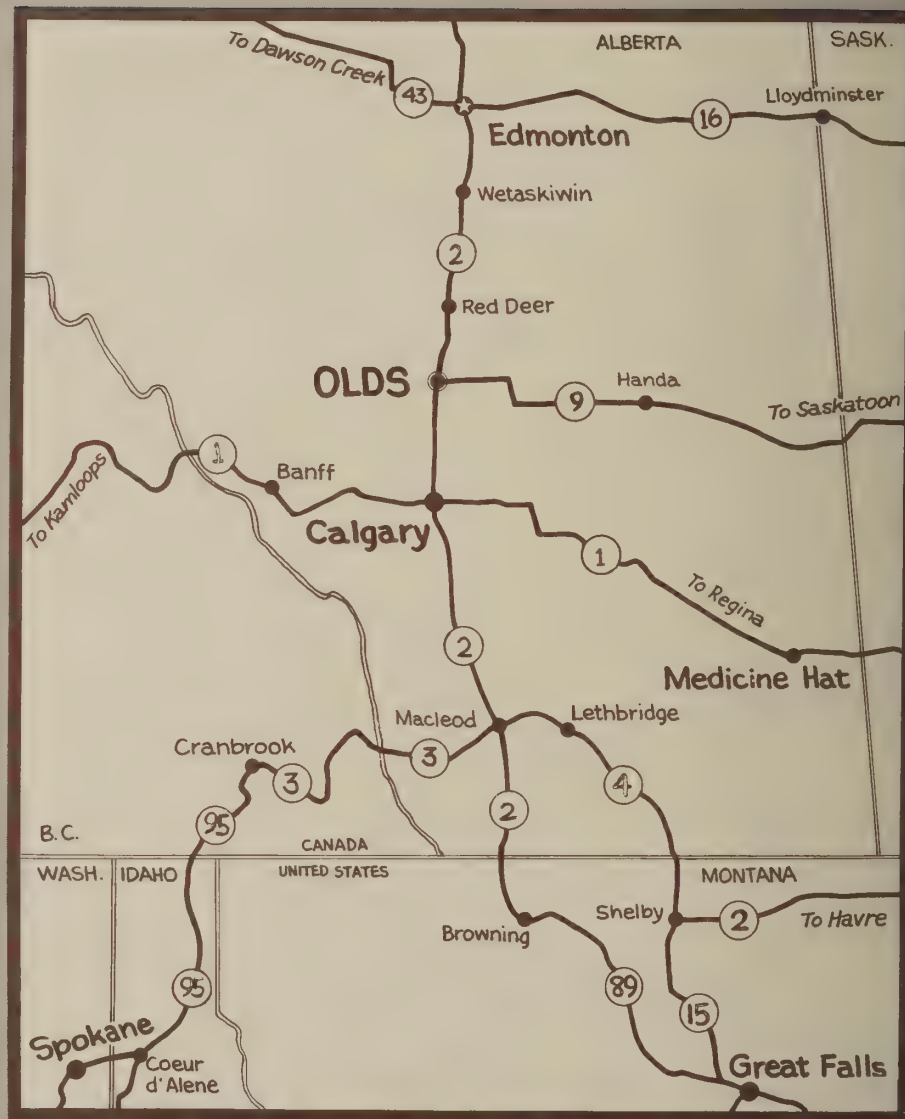 To Dawson Creek
ALBERTA
SASK.
43
16
Lloydminster
Edmonton
Wetaskiwin
2
Red Deer
OLDS
9
Handa
To Saskatoon
1
Banff
To Kamloops
Calgary
1
To Regina
Medicine Hat
2
Macleod
Lethbridge
Cranbrook
3
3
4
2
95
B.C.
CANADA
WASH.
IDAHO
UNITED STATES
MONTANA
Browning
Shelby
2
To Havre
95
89
15
Spokane
Coeur
d'Alene
Great Falls